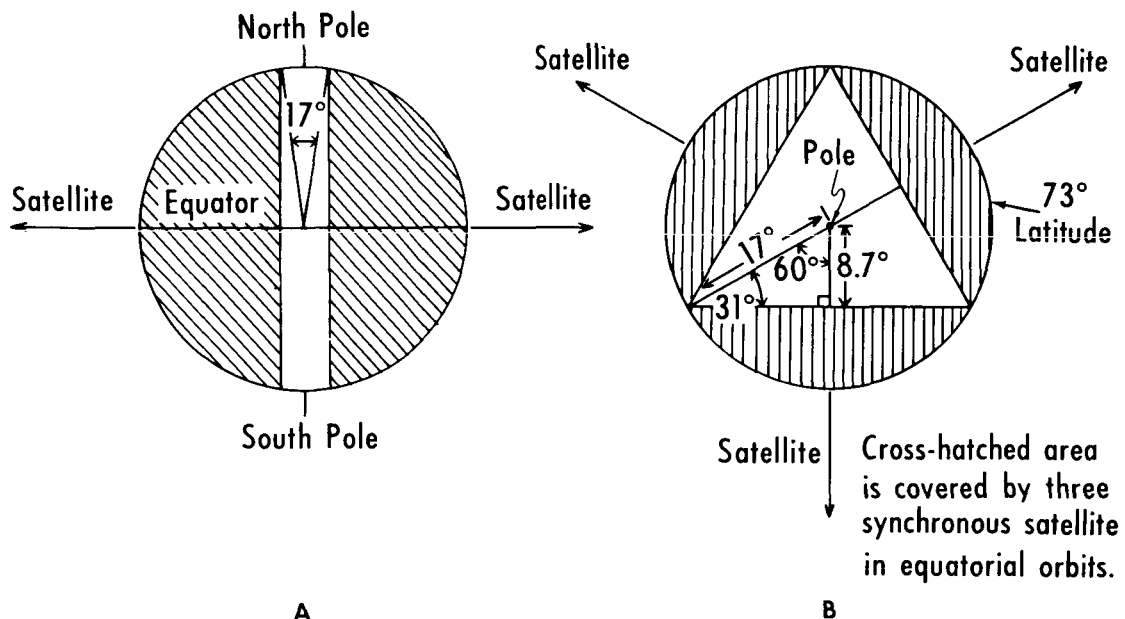 North Pole
17°
Satellite
Equator
Satellite
South Pole
A
Satellite
Satellite
Pole
73°
Latitude
17°
60°
8.7°
31°
Satellite
Cross-hatched area
is covered by three
synchronous satellite
in equatorial orbits.
B